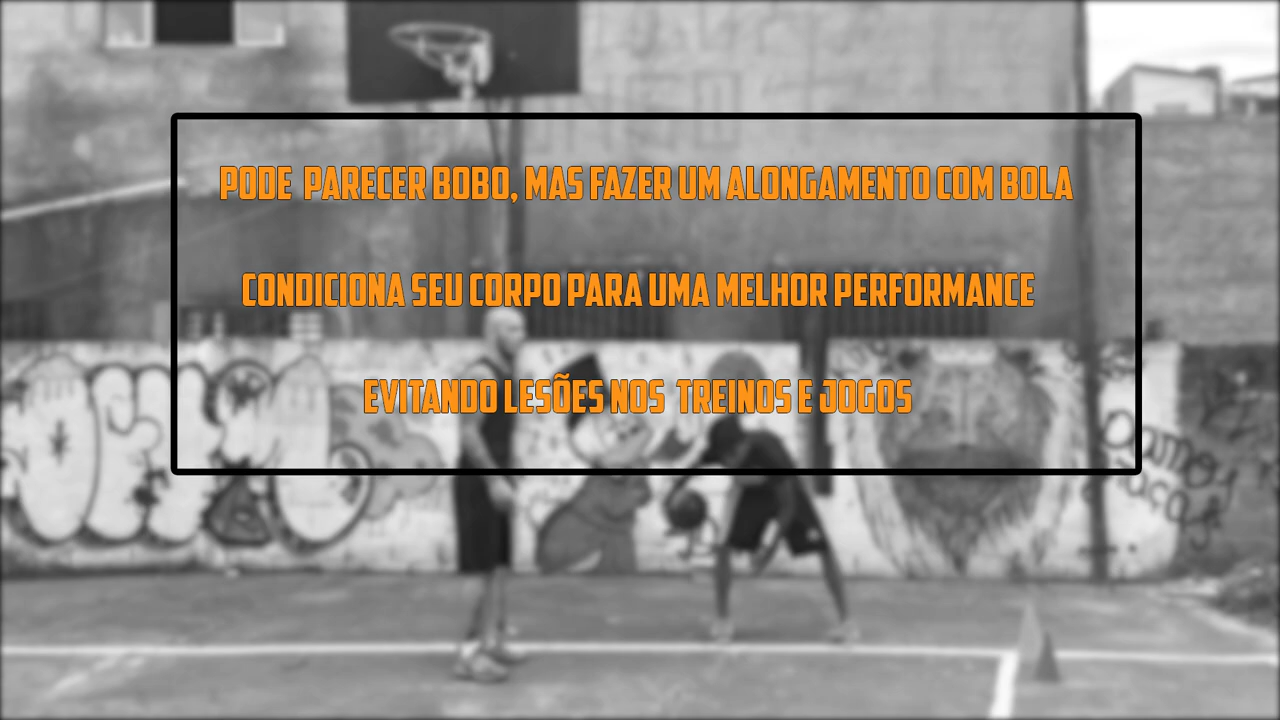 PODE PARECER BOBO, MAS FAZER UM ALONGAMENTO COM BOLA
CONDICIONA SEU CORPO PARA UMA MELHOR PERFORMANCE
EVITANDO LESÕES NOS TREINOS E JOGOS